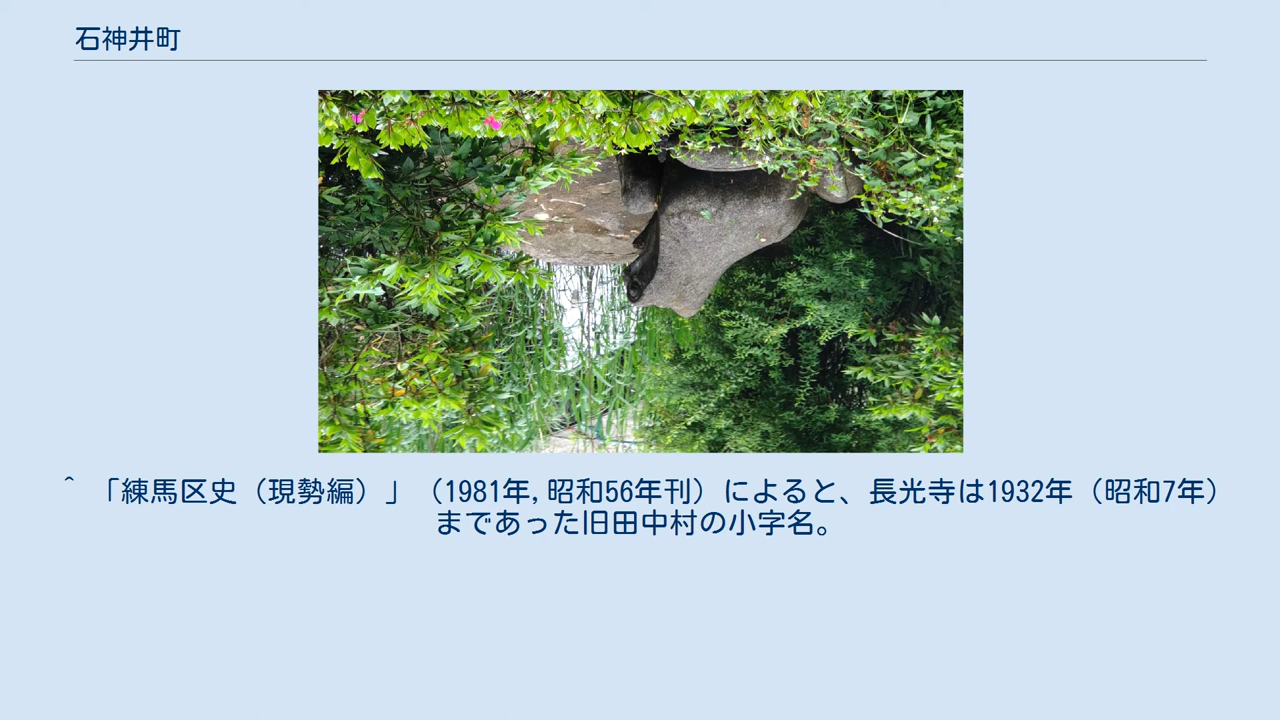 石神井町
^ 「練馬区史（現勢編）」（1981年,昭和56年刊）によると、長光寺は1932年（昭和7年）
まであった旧田中村の小字名。